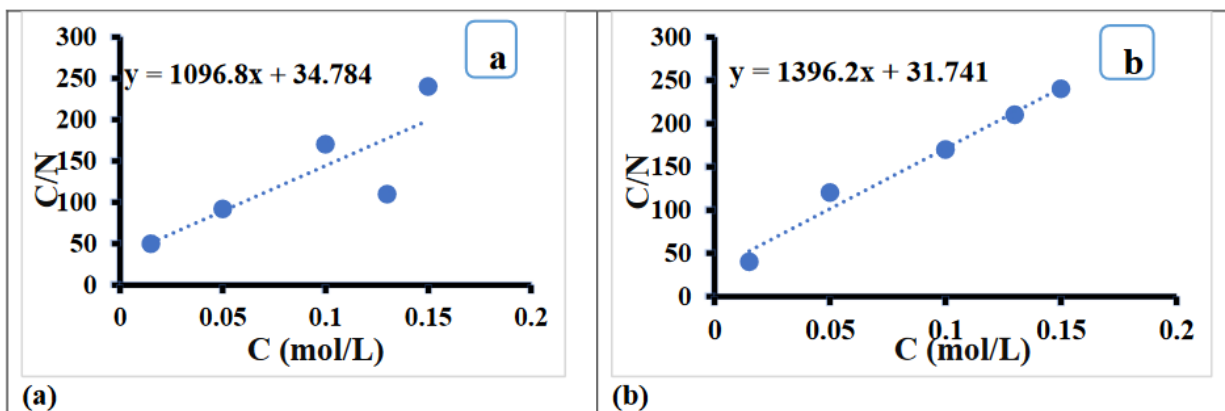 300
250
200
150
100
50
0
C/N
y = 1096.8x + 34.784
a
0 0.05 0.1 0.15 0.2
C (mol/L)
(a)
300
250
200
150
100
50
0
C/N
y = 1396.2x + 31.741
b
0 0.05 0.1 0.15 0.2
C (mol/L)
(b)